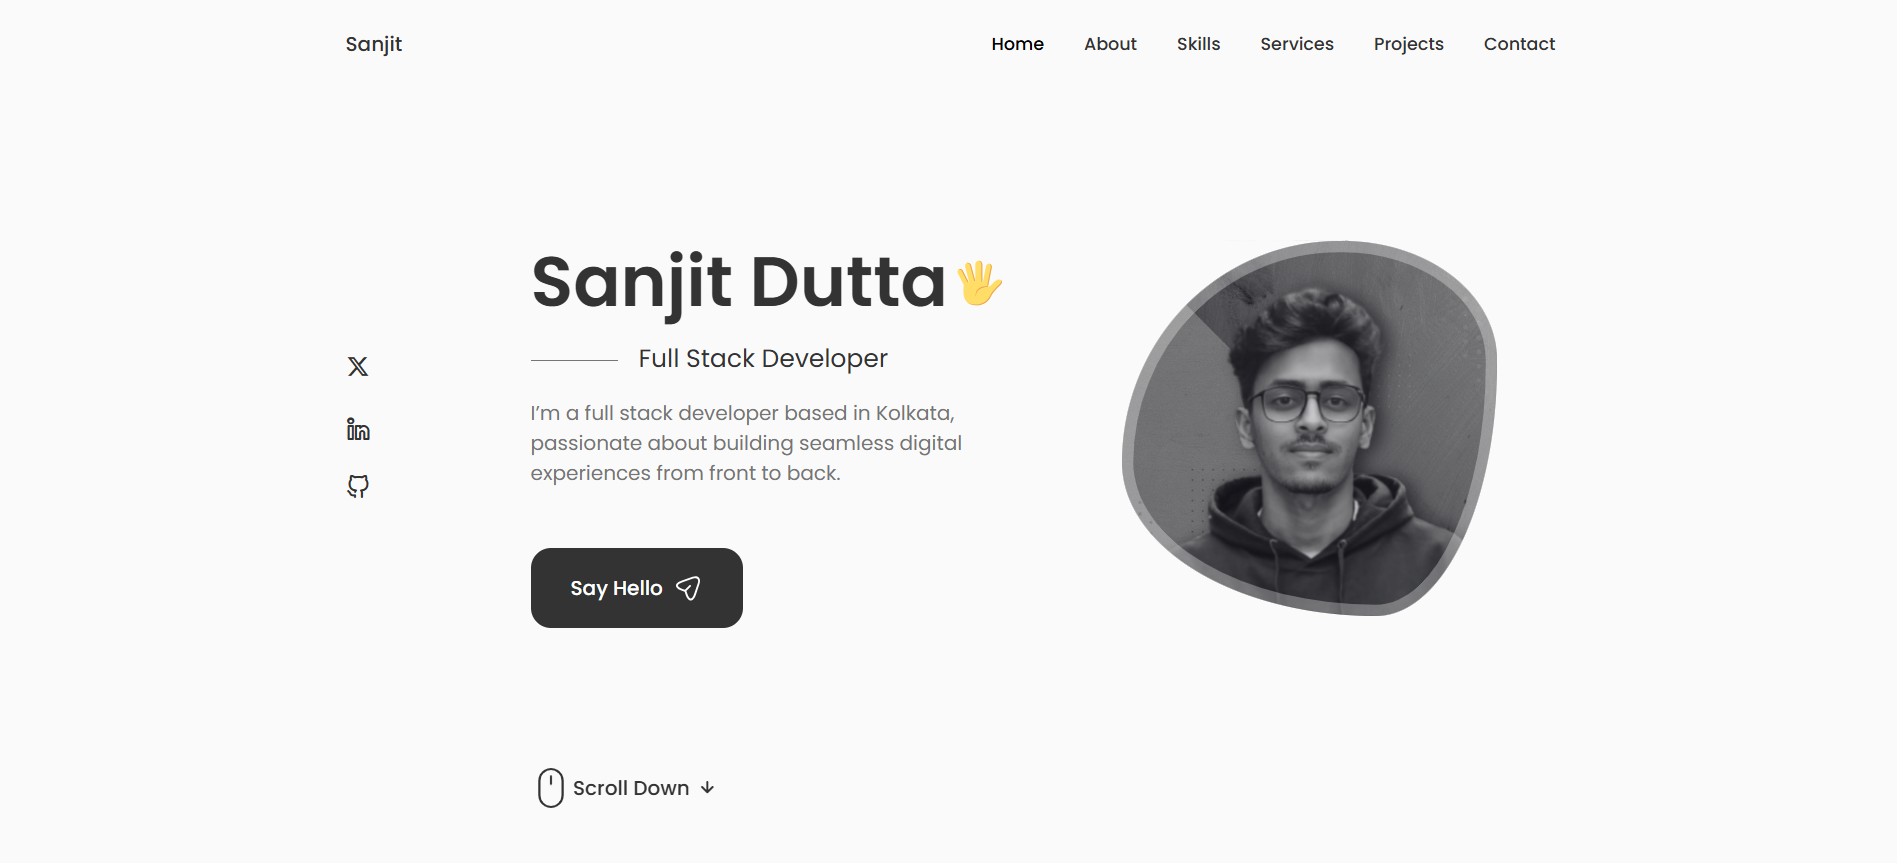 Sanjit
Home About Skills Services Projects Contact
Sanjit Dutta🖐️
Full Stack Developer
I’m a full stack developer based in Kolkata,
passionate about building seamless digital
experiences from front to back.
Say Hello
Scroll Down ↓